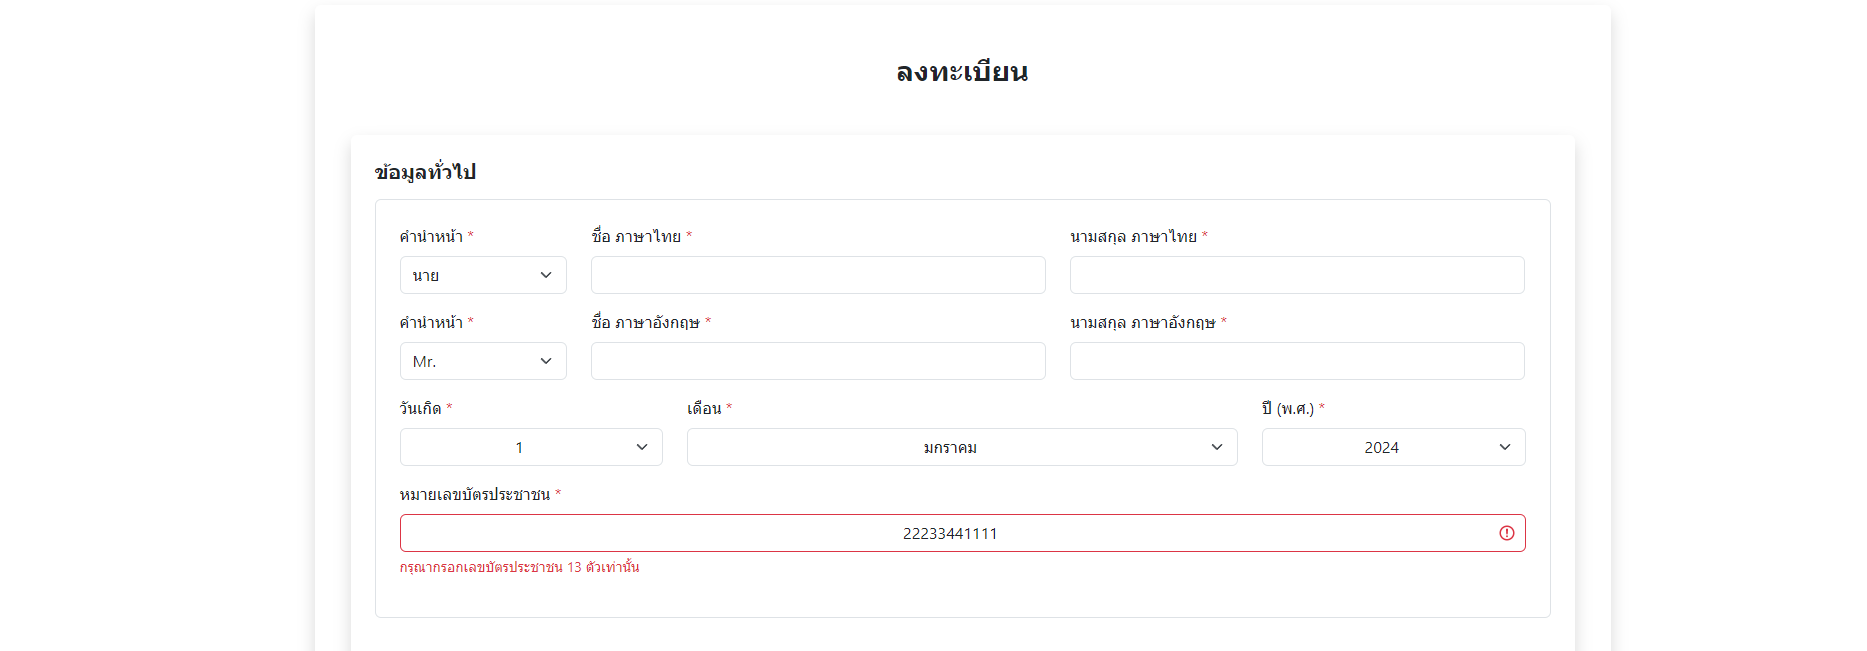 ลงทะเบียน
ข้อมูลทั่วไป
คำนำหน้า * ชื่อ ภาษาไทย * นามสกุล ภาษาไทย *
นาย
คำนำหน้า * ชื่อ ภาษาอังกฤษ * นามสกุล ภาษาอังกฤษ *
Mr.
วันเกิด * เดือน * ปี (พ.ศ.) *
1 มกราคม 2024
หมายเลขบัตรประชาชน *
22233441111
กรุณากรอกเลขบัตรประชาชน 13 ตัวเท่านั้น